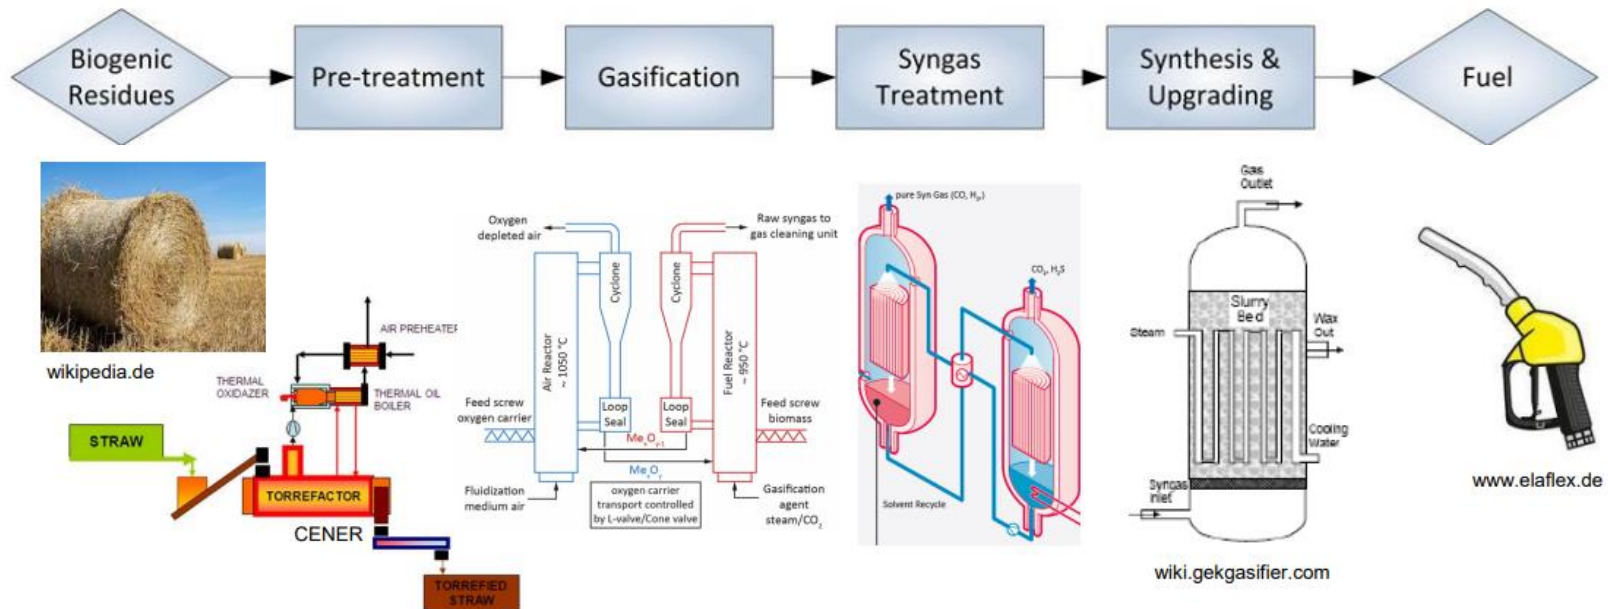 Biogenic
Residues
Pre-treatment
Gasification
Syngas
Treatment
Synthesis &
Upgrading
Fuel
wikipedia.de
AIR PREHEATER
THERMAL
OXIDAZER
THERMAL OIL
BOILER
STRAW
TORREFACTOR
CENER
TORREFIED
STRAW
Oxygen
depleted air
Raw syngas to
gas cleaning unit
Cyclone
Cyclone
Air Reactor
~ 1050 °C
Fuel Reactor
~ 950 °C
Loop
Seal
Loop
Seal
Feed screw
oxygen carrier
Feed screw
biomass
MeₓOᵧ₋₁
MeₓOᵧ
Fluidization
medium air
oxygen carrier
transport controlled
by L-valve/Cone valve
Gasification
agent
steam/CO₂
pure Syn Gas (CO, H₂)
CO₂, H₂S
Solvent Recycle
Gas
Outlet
Slurry
Bed
Steam
Wax
Out
Cooling
Water
Syngas
Inlet
wiki.gekgasifier.com
www.elaflex.de